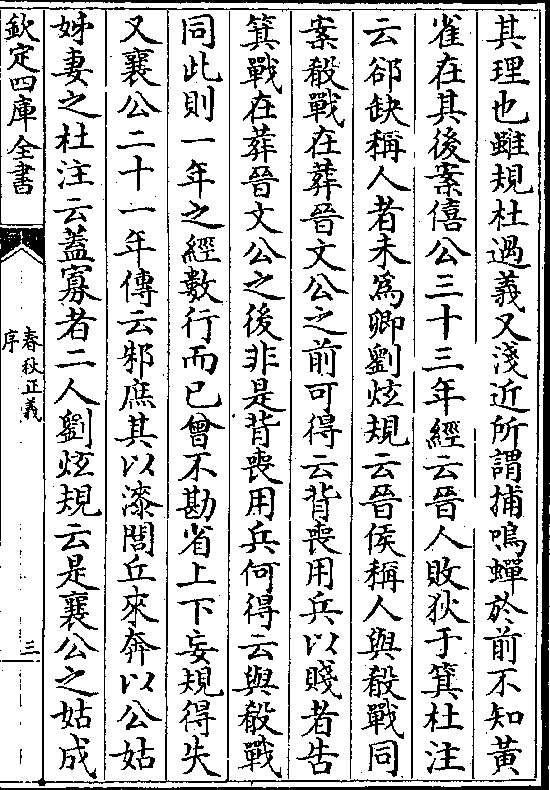 其理也雖規杜過義又淺近所謂捕鳴蟬於前不知黃
雀在其後案僖公三十三年經云晉人敗狄于箕杜注
云郤缺稱人者未為卿劉炫規云晉侯稱人與殽戰同
案殽戰在葬晉文公之前可得云背喪用兵以賤者告
箕戰在葬晉文公之後非是背喪用兵何得云與殽戰
同此則一年之經數行而已曾不勘省上下妄規得失
又襄公二十一年傳云邾庶其以漆閭丘來奔以公姑
姊妻之杜注云蓋寡者二人劉炫規云是襄公之姑成
欽定四庫全書
春秋正義
序
三